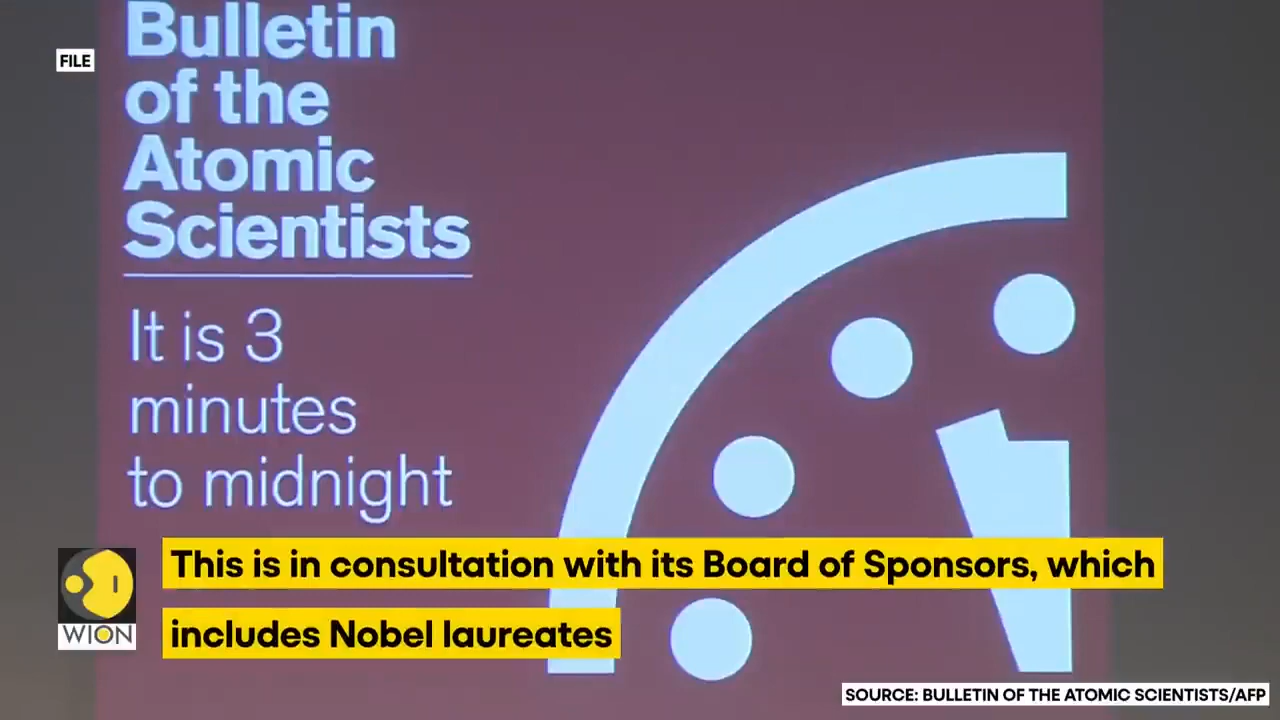 Bulletin
of the
Atomic
Scientists
FILE
It is 3
minutes
to midnight
This is in consultation with its Board of Sponsors, which
includes Nobel laureates
WION
SOURCE: BULLETIN OF THE ATOMIC SCIENTISTS/AFP